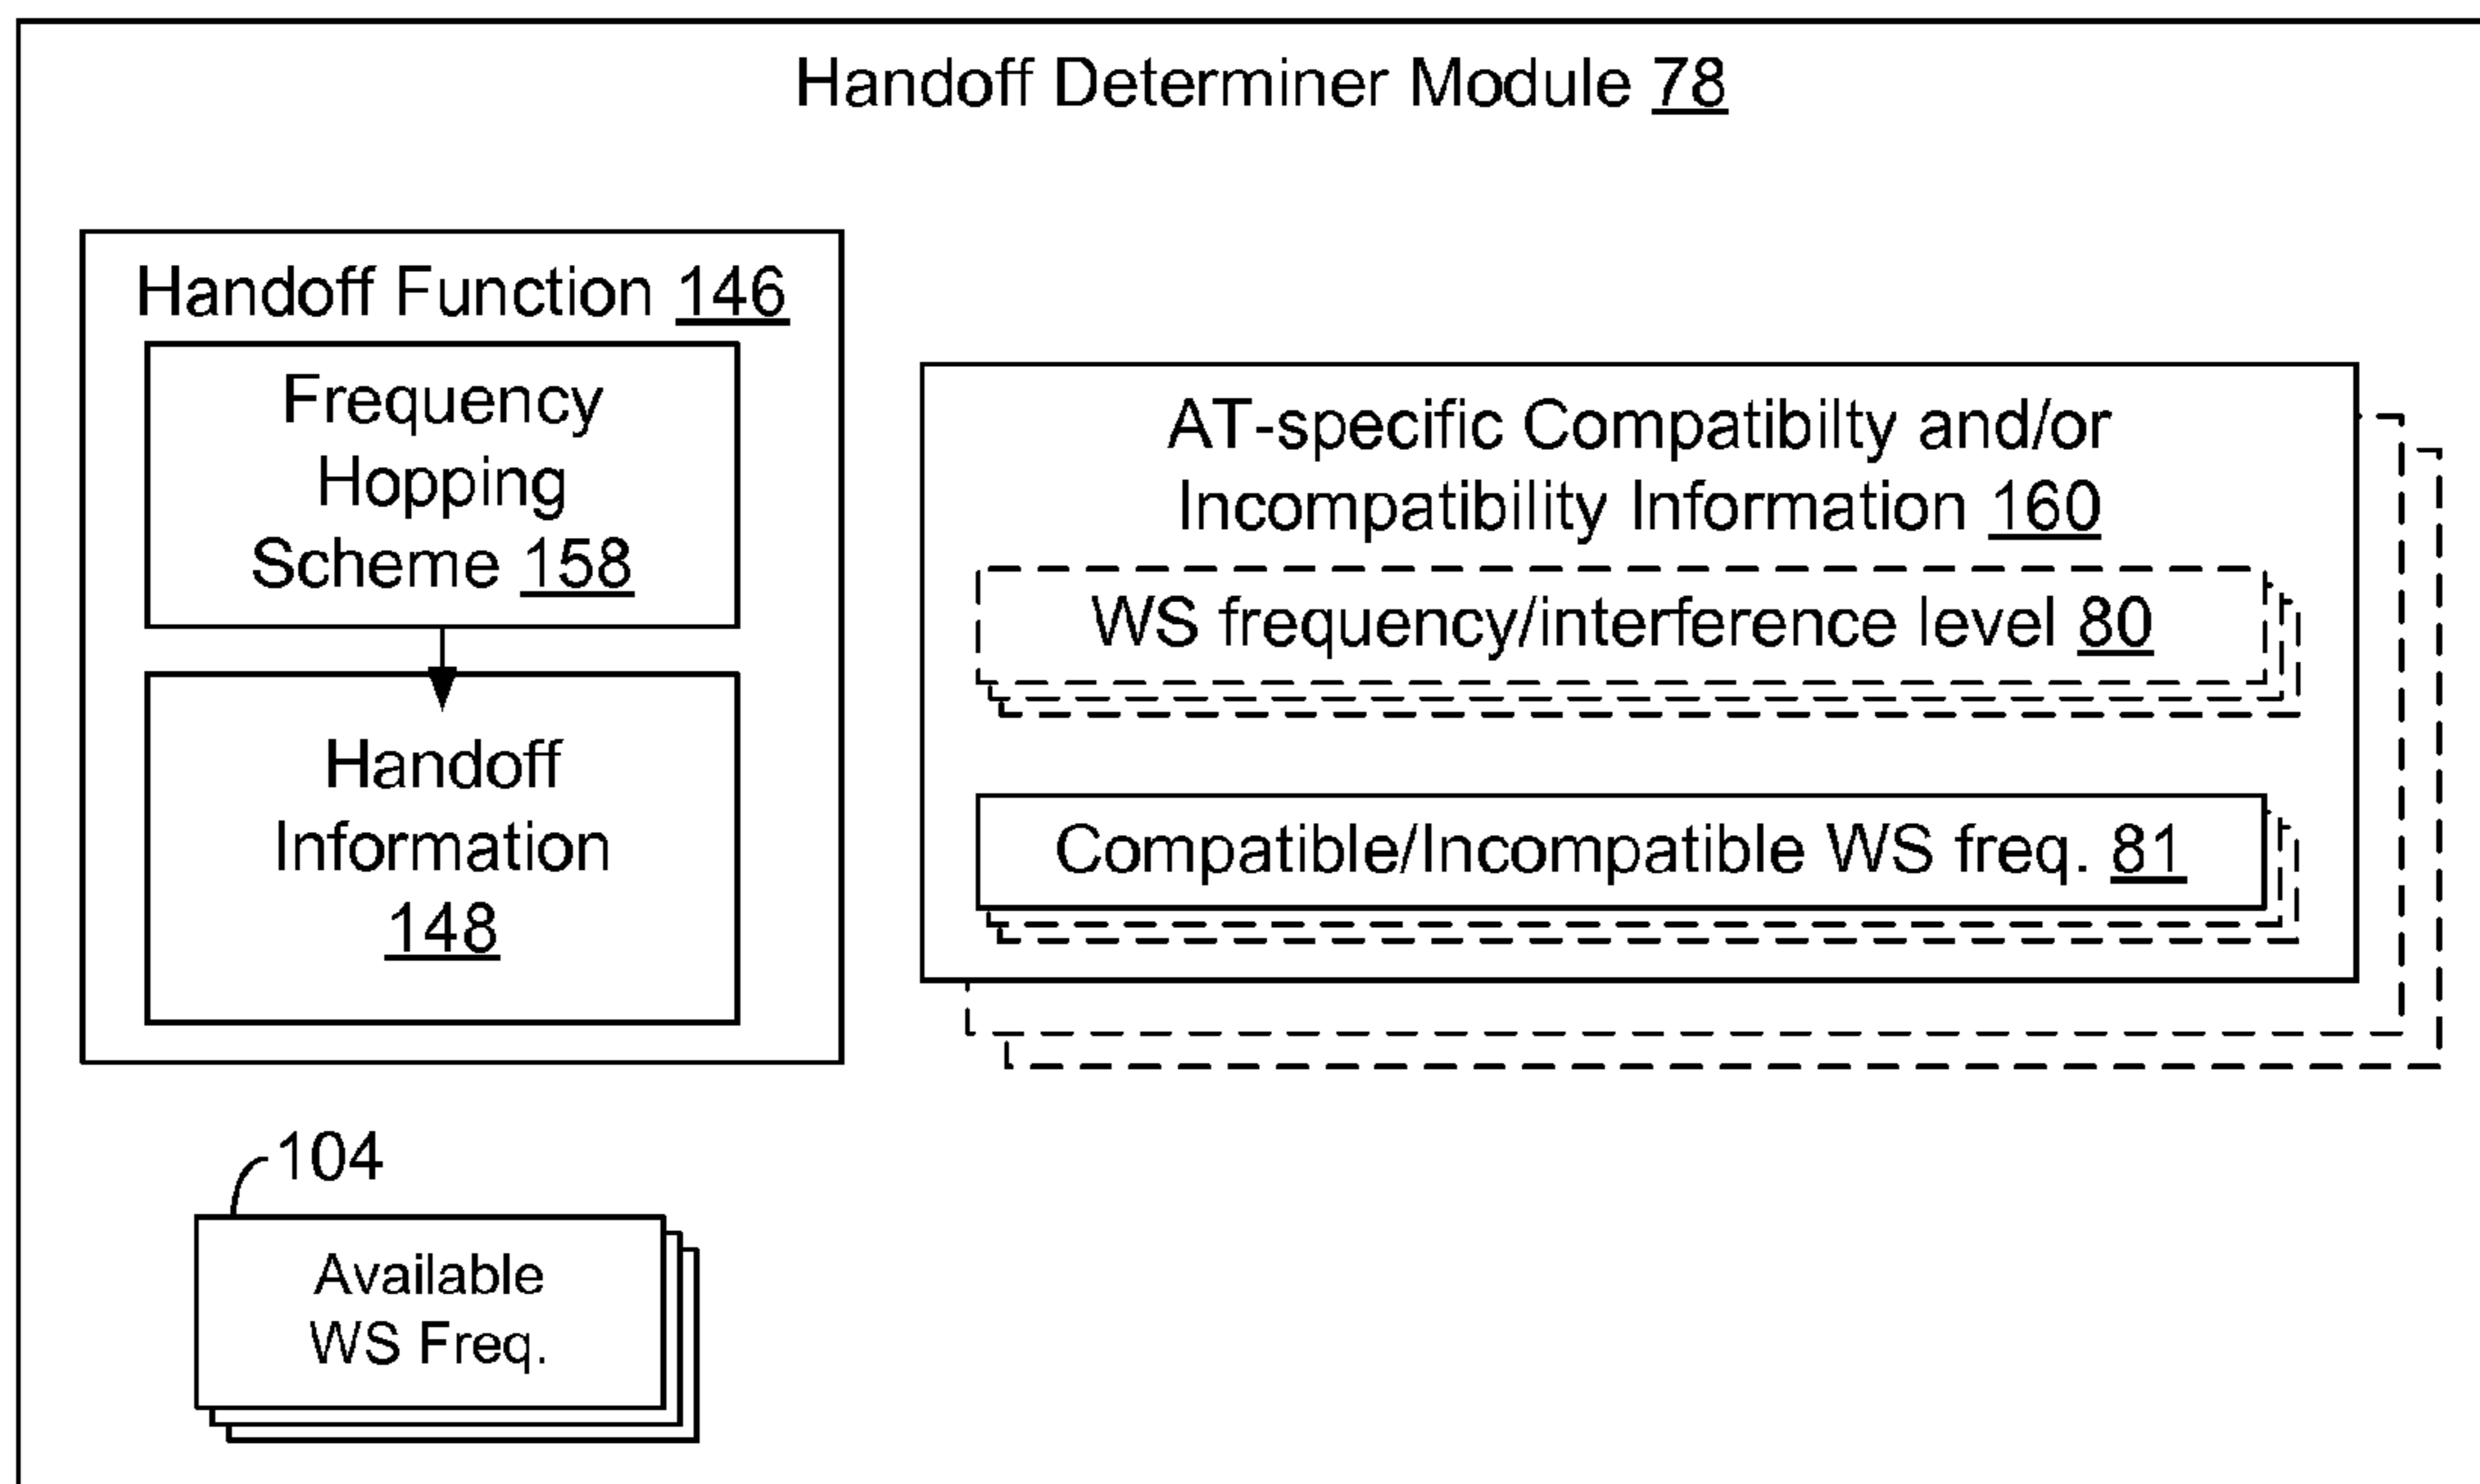 Handoff Determiner Module 78
Handoff Function 146
Frequency
Hopping
Scheme 158
Handoff
Information
148
AT-specific Compatibilty and/or
Incompatibility Information 160
WS frequency/interference level 80
Compatible/Incompatible WS freq. 81
104
Available
WS Freq.